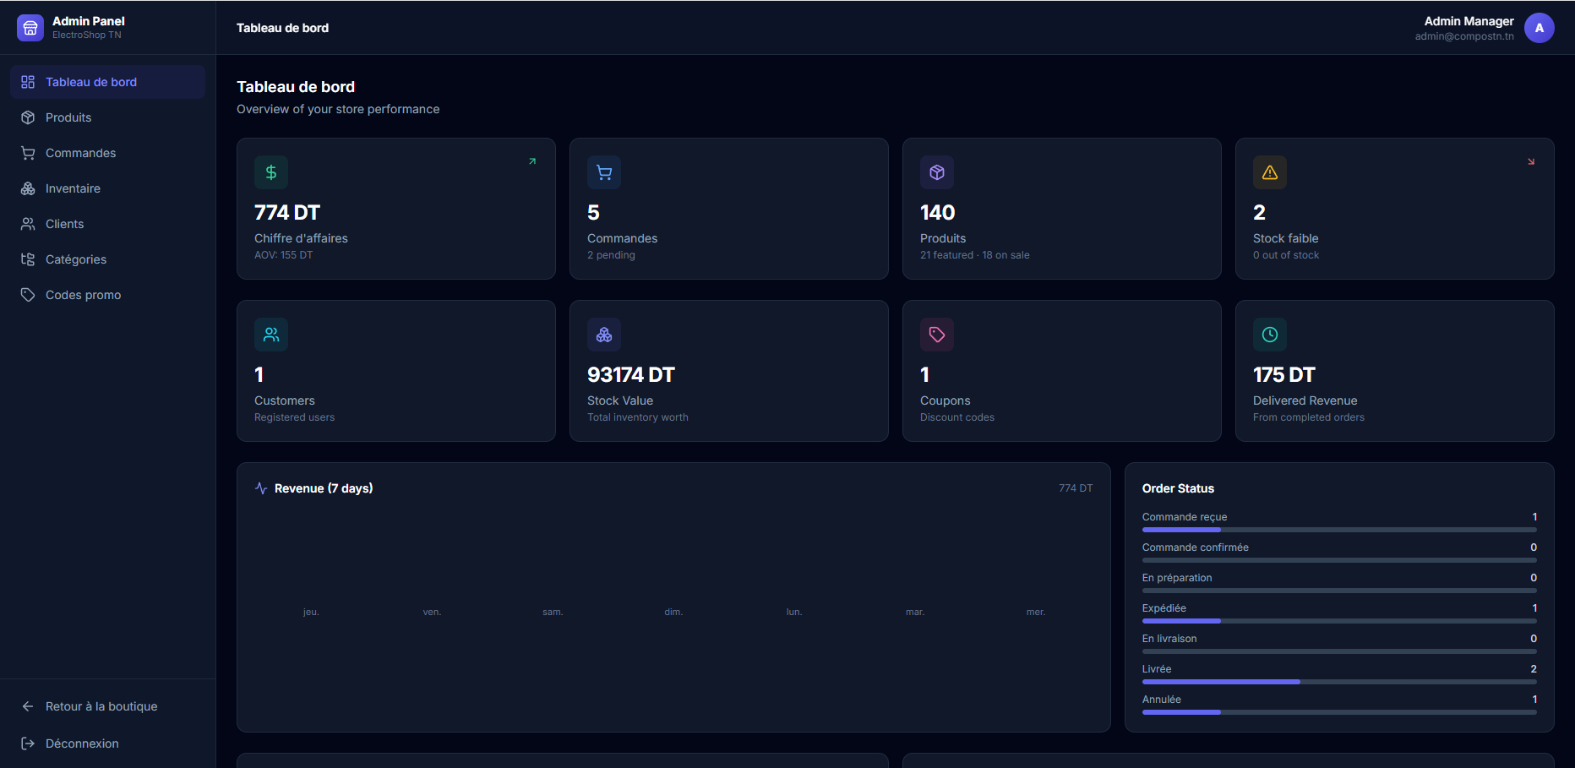 Admin Panel
ElectroShop TN
Tableau de bord
Admin Manager
admin@compostn.tn
A
Tableau de bord
Produits
Commandes
Inventaire
Clients
Catégories
Codes promo
Retour à la boutique
Déconnexion
Tableau de bord
Overview of your store performance
774 DT
Chiffre d'affaires
AOV: 155 DT
5
Commandes
2 pending
140
Produits
21 featured · 18 on sale
2
Stock faible
0 out of stock
1
Customers
Registered users
93174 DT
Stock Value
Total inventory worth
1
Coupons
Discount codes
175 DT
Delivered Revenue
From completed orders
Revenue (7 days)
774 DT
jeu. ven. sam. dim. lun. mar. mer.
Order Status
Commande reçue 1
Commande confirmée 0
En préparation 0
Expédiée 1
En livraison 0
Livrée 2
Annulée 1